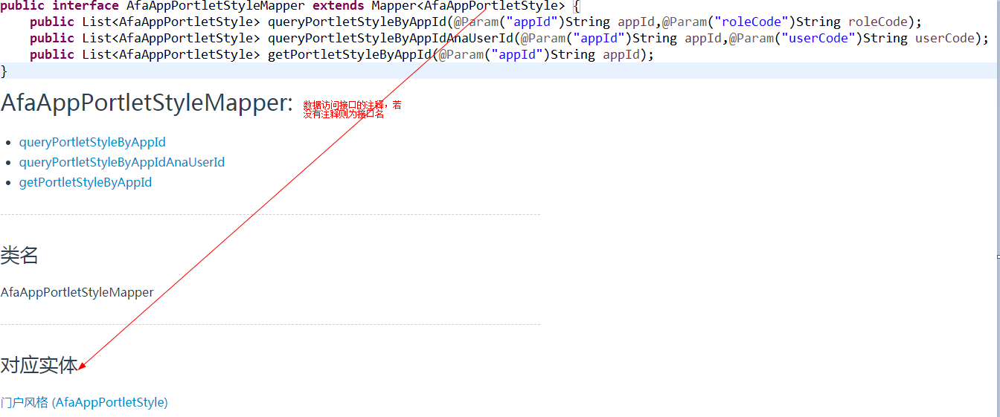 public interface AfaAppPortletStyleMapper extends Mapper<AfaAppPortletStyle> {
public List<AfaAppPortletStyle> queryPortletStyleByAppId(@Param("appId")String appId,@Param("roleCode")String roleCode);
public List<AfaAppPortletStyle> queryPortletStyleByAppIdAnaUserId(@Param("appId")String appId,@Param("userCode")String userCode);
public List<AfaAppPortletStyle> getPortletStyleByAppId(@Param("appId")String appId);
}
AfaAppPortletStyleMapper:
数据访问接口的注释，若
没有注释则为接口名
queryPortletStyleByAppId
queryPortletStyleByAppIdAnaUserId
getPortletStyleByAppId
类名
AfaAppPortletStyleMapper
对应实体
门户风格 (AfaAppPortletStyle)